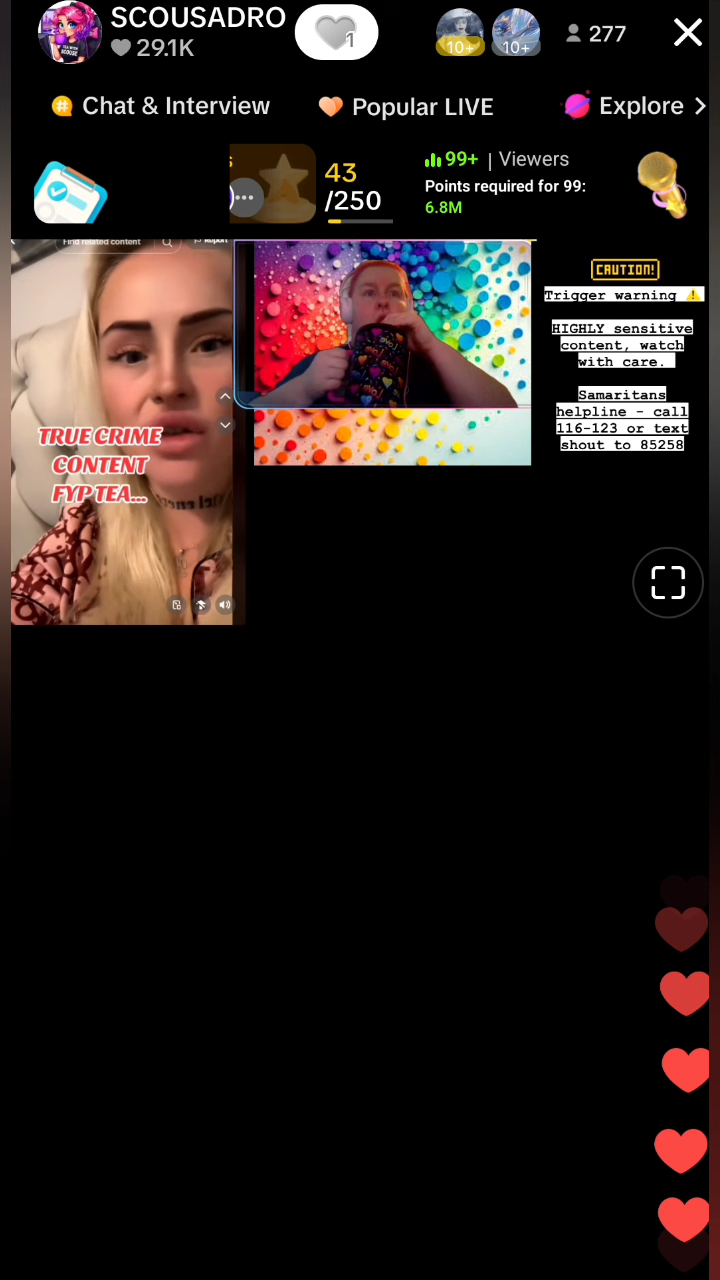 SCOUSADRO
29.1K
1
10+
10+
277
Chat & Interview
Popular LIVE
Explore
43
/250
99+ | Viewers
Points required for 99:
6.8M
Find related content
Report
TRUE CRIME
CONTENT
FYP TEA...
CAUTION!
Trigger warning ⚠️
HIGHLY sensitive
content, watch
with care.
Samaritans
helpline - call
116-123 or text
shout to 85258